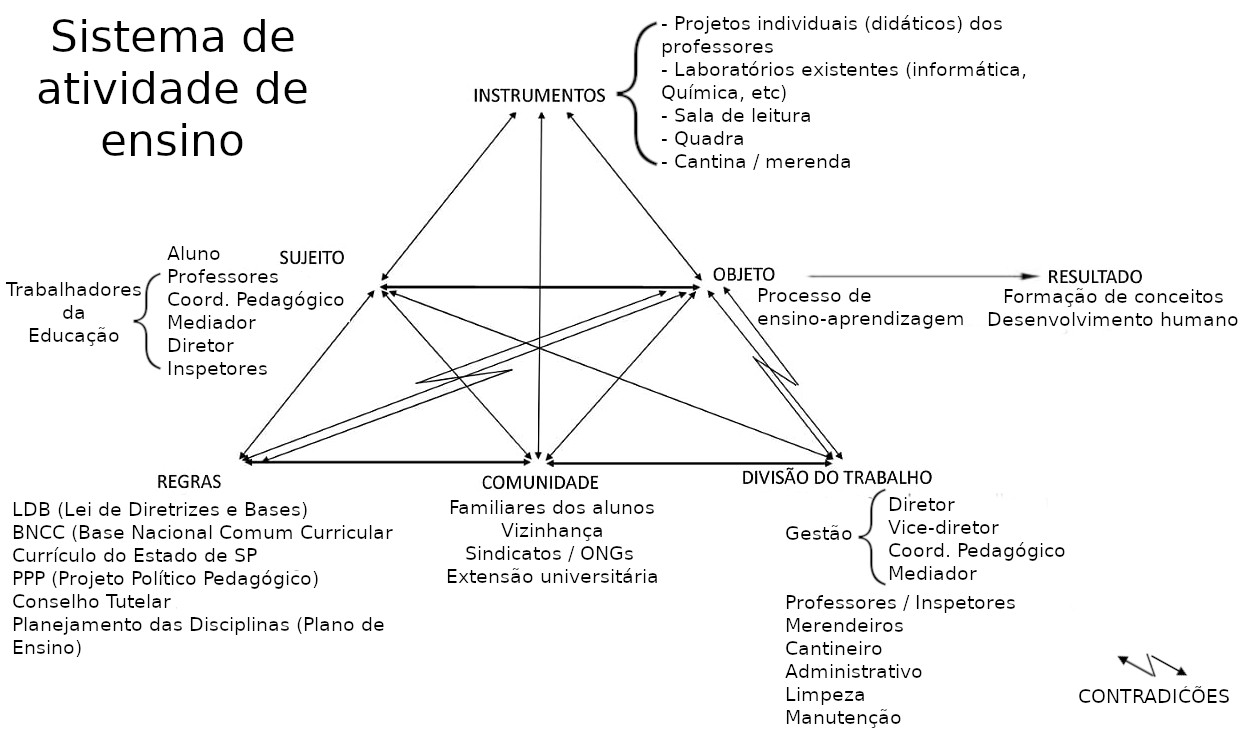 Sistema de
atividade de
ensino
INSTRUMENTOS
- Projetos individuais (didáticos) dos
professores
- Laboratórios existentes (informática,
Química, etc)
- Sala de leitura
- Quadra
- Cantina / merenda
Trabalhadores
da
Educação
Aluno
Professores
Coord. Pedagógico
Mediador
Diretor
Inspetores
SUJEITO
OBJETO
Processo de
ensino-aprendizagem
RESULTADO
Formação de conceitos
Desenvolvimento humano
REGRAS
LDB (Lei de Diretrizes e Bases)
BNCC (Base Nacional Comum Curricular
Currículo do Estado de SP
PPP (Projeto Político Pedagógico)
Conselho Tutelar
Planejamento das Disciplinas (Plano de
Ensino)
COMUNIDADE
Familiares dos alunos
Vizinhança
Sindicatos / ONGs
Extensão universitária
DIVISÃO DO TRABALHO
Gestão
Diretor
Vice-diretor
Coord. Pedagógico
Mediador
Professores / Inspetores
Merendeiros
Cantineiro
Administrativo
Limpeza
Manutenção
CONTRADIÇÕES